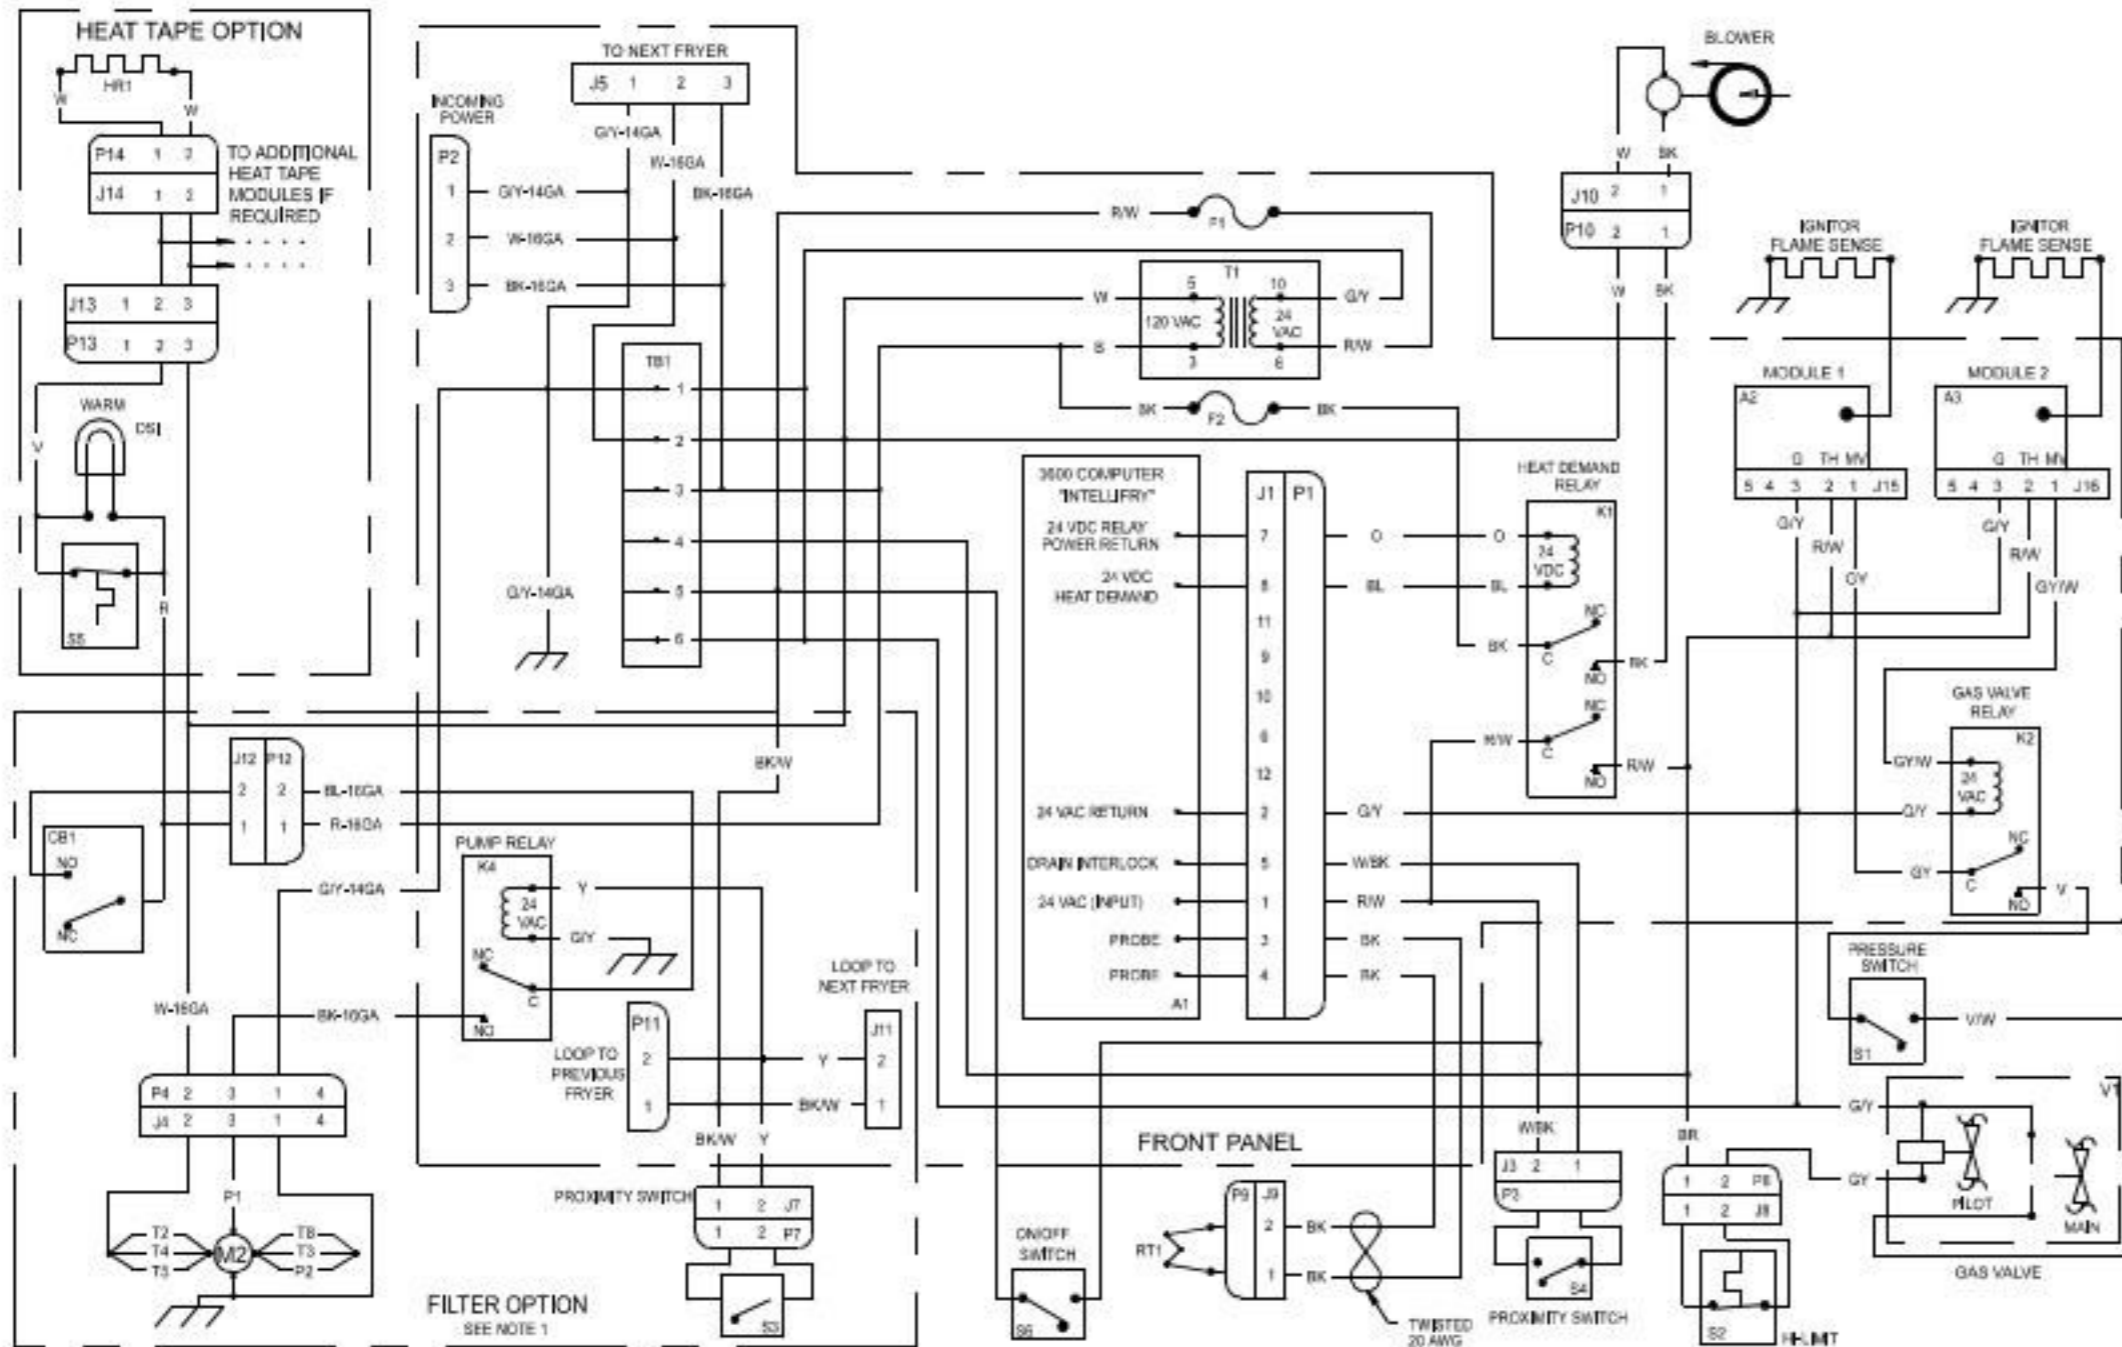 HEAT TAPE OPTION
HR1
W
W
P14 1 2
J14 1 2
TO ADDITIONAL
HEAT TAPE
MODULES IF
REQUIRED
J13 1 2 3
P13 1 2 3
WARM
DSI
V
R
S5
TO NEXT FRYER
J5 1 2 3
INCOMING
POWER
P2
1
2
3
G/Y-14GA
W-16GA
BK-16GA
G/Y-14GA
W-16GA
BK-16GA
TB1
1
2
3
4
5
6
G/Y-14GA
R/W
F1
T1
5
10
120 VAC
24
VAC
3
6
W
B
G/Y
R/W
BK
F2
BK
BLOWER
W
BK
J10 2 1
P10 2 1
W
BK
IGNITOR
FLAME SENSE
IGNITOR
FLAME SENSE
MODULE 1
A2
G TH MV
5 4 3 2 1 J15
G/Y
R/W
GY
MODULE 2
A3
G TH MV
5 4 3 2 1 J16
G/Y
R/W
GY/W
3600 COMPUTER
"INTELLIFRY"
24 VDC RELAY
POWER RETURN
24 VDC
HEAT DEMAND
24 VAC RETURN
DRAIN INTERLOCK
24 VAC (INPUT)
PROBE
PROBE
A1
J1 P1
7
8
11
9
10
6
12
2
5
1
3
4
O
BL
G/Y
W/BK
R/W
BK
BK
O
BL
HEAT DEMAND
RELAY
K1
24
VDC
NC
BK
C
NO
BK
NC
R/W
C
NO
R/W
GAS VALVE
RELAY
K2
GY/W
24
VAC
G/Y
NC
GY
C
NO
V
PRESSURE
SWITCH
S1
V/W
V1
G/Y
GY
PILOT
MAIN
GAS VALVE
J12 P12
2 2
1 1
BL-16GA
R-16GA
G/Y-14GA
CB1
NO
NC
PUMP RELAY
K4
24
VAC
Y
G/Y
NC
C
NO
BK/W
W-16GA
BK-16GA
P4 2 3 1 4
J4 2 3 1 4
P1
T2
T4
T5
M2
T8
T3
P2
LOOP TO
PREVIOUS
FRYER
P11
2
1
LOOP TO
NEXT FRYER
J11
2
1
Y
BK/W
BK/W
Y
PROXIMITY SWITCH
1 2 J7
1 2 P7
S3
FILTER OPTION
SEE NOTE 1
FRONT PANEL
ON/OFF
SWITCH
S6
RT1
P9 J9
2
1
BK
BK
TWISTED
20 AWG
W/BK
J3 2 1
P3
S4
PROXIMITY SWITCH
BR
1 2 P8
1 2 J8
S2
HI-LIMIT